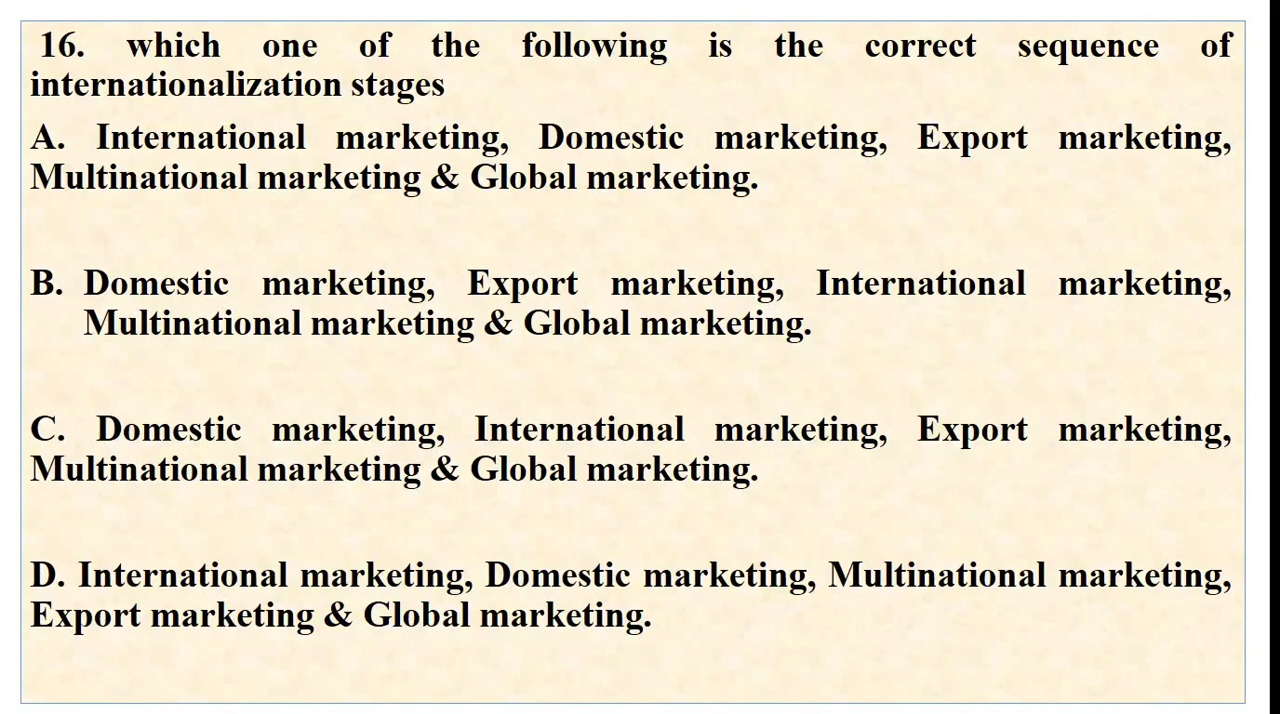 16. which one of the following is the correct sequence of
internationalization stages
A. International marketing, Domestic marketing, Export marketing,
Multinational marketing & Global marketing.
B. Domestic marketing, Export marketing, International marketing,
Multinational marketing & Global marketing.
C. Domestic marketing, International marketing, Export marketing,
Multinational marketing & Global marketing.
D. International marketing, Domestic marketing, Multinational marketing,
Export marketing & Global marketing.